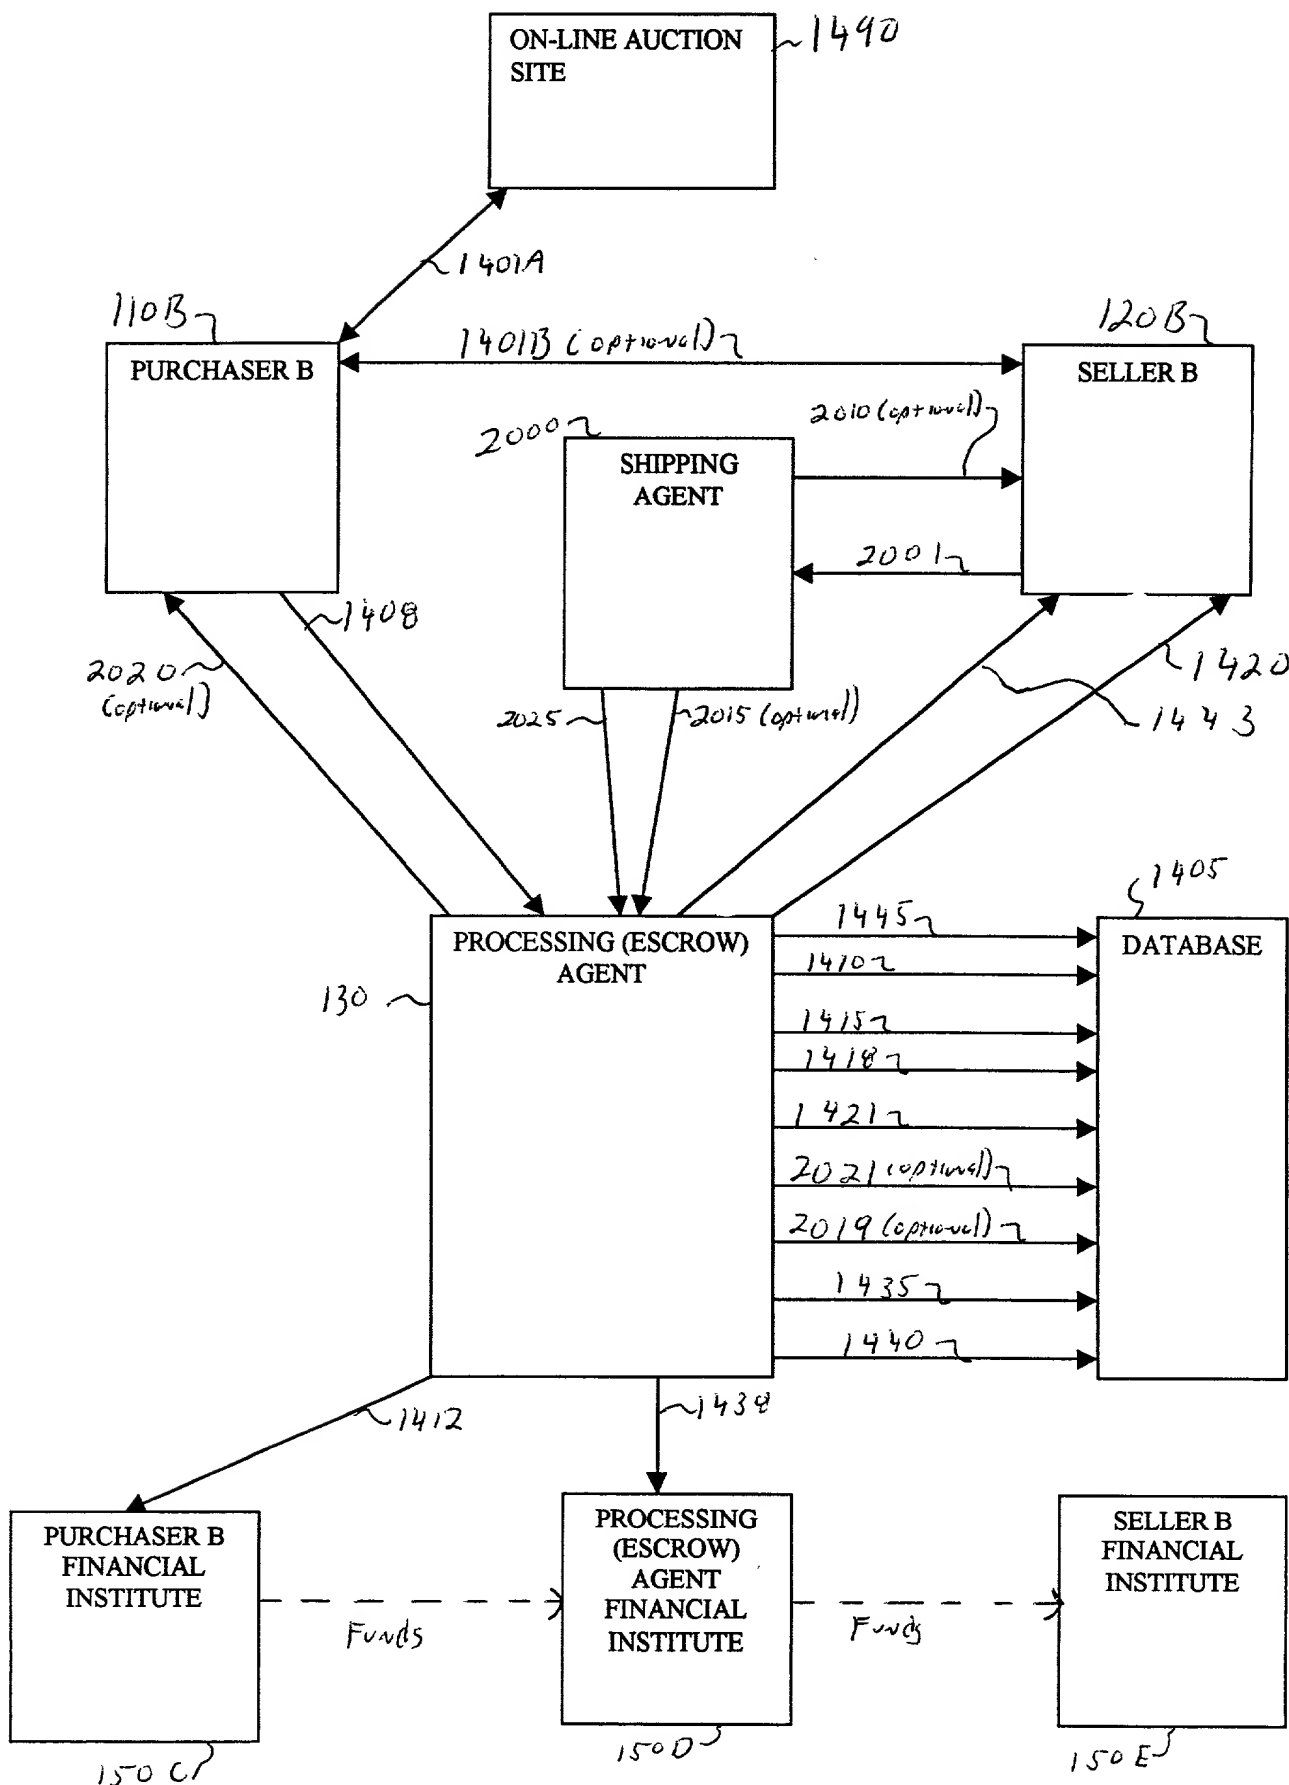 ON-LINE AUCTION
SITE
1490
1401A
110B
1401B (optional)
120B
PURCHASER B
SELLER B
2010 (optional)
2000
SHIPPING
AGENT
2001
1408
2020
(optional)
1420
2025
2015 (optional)
1443
1405
1445
PROCESSING (ESCROW)
AGENT
DATABASE
1410
130
1415
1418
1421
2021 (optional)
2019 (optional)
1435
1440
1412
1438
PURCHASER B
FINANCIAL
INSTITUTE
PROCESSING
(ESCROW)
AGENT
FINANCIAL
INSTITUTE
SELLER B
FINANCIAL
INSTITUTE
Funds
Funds
150C
150D
150E